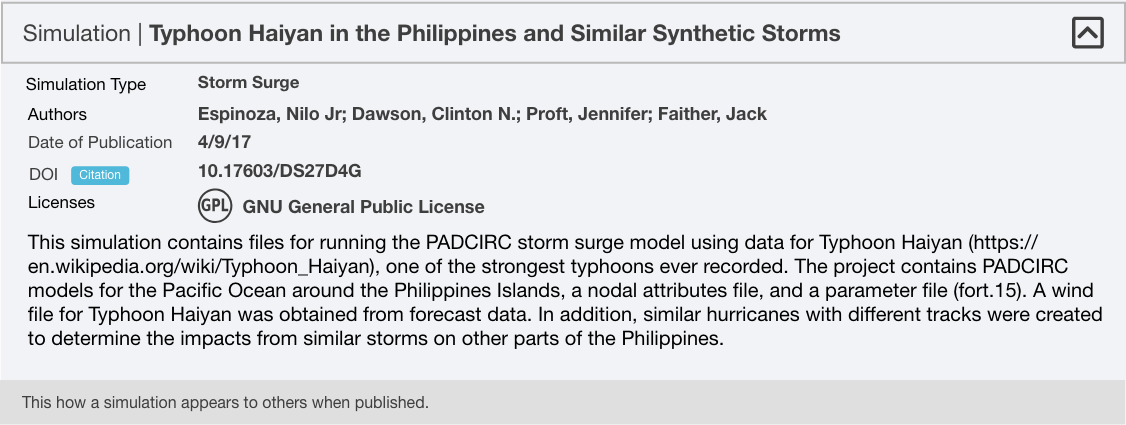 Simulation | Typhoon Haiyan in the Philippines and Similar Synthetic Storms
Simulation Type Storm Surge
Authors Espinoza, Nilo Jr; Dawson, Clinton N.; Proft, Jennifer; Faither, Jack
Date of Publication 4/9/17
DOI Citation 10.17603/DS27D4G
Licenses GPL GNU General Public License
This simulation contains files for running the PADCIRC storm surge model using data for Typhoon Haiyan (https://
en.wikipedia.org/wiki/Typhoon_Haiyan), one of the strongest typhoons ever recorded. The project contains PADCIRC
models for the Pacific Ocean around the Philippines Islands, a nodal attributes file, and a parameter file (fort.15). A wind
file for Typhoon Haiyan was obtained from forecast data. In addition, similar hurricanes with different tracks were created
to determine the impacts from similar storms on other parts of the Philippines.
This how a simulation appears to others when published.